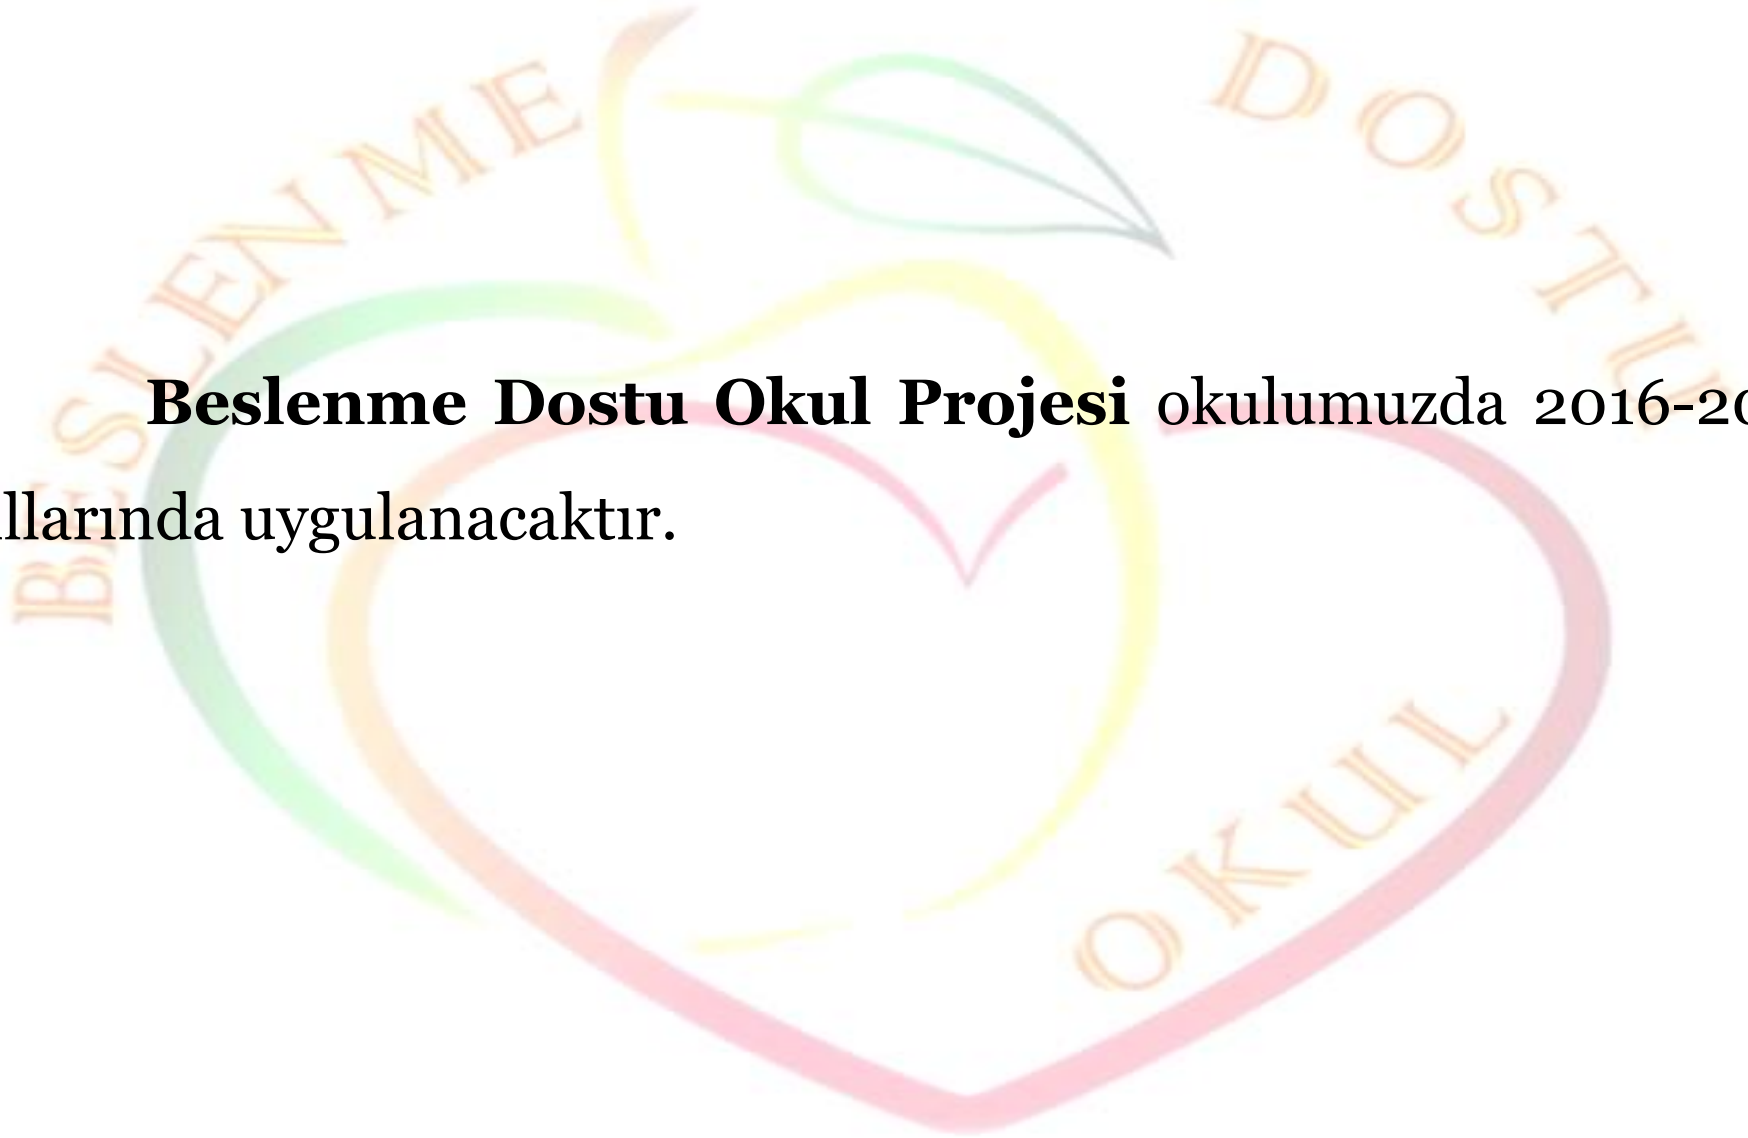 BESLENME DOSTU
Beslenme Dostu Okul Projesi okulumuzda 2016-20
llarında uygulanacaktır.
OKUL